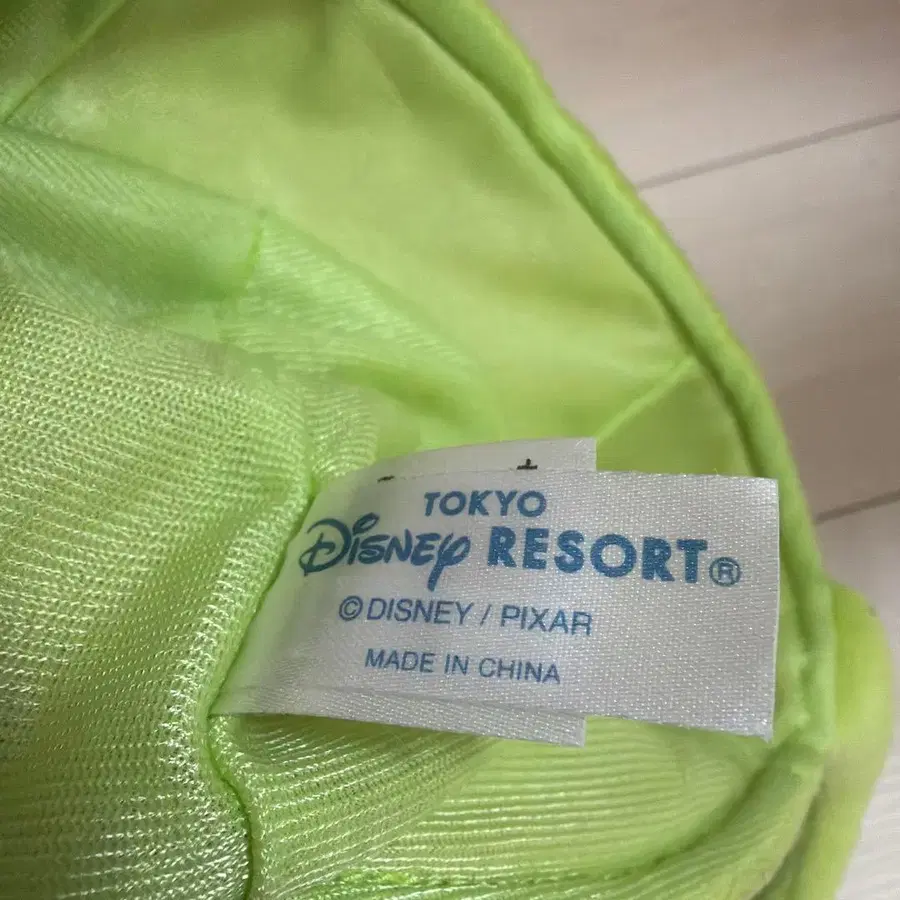 TOKYO
Disney RESORT®
© DISNEY / PIXAR
MADE IN CHINA